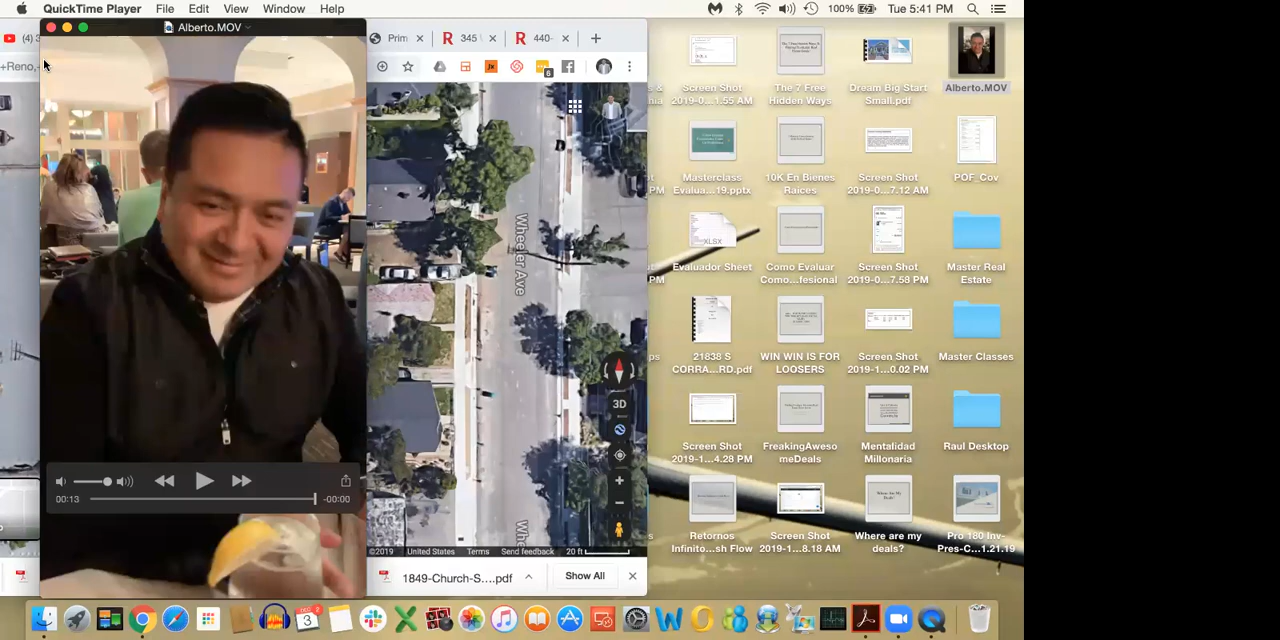 QuickTime Player File Edit View Window Help 100% Tue 5:41 PM
Alberto.MOV
Prim 345 440-
+Reno,
6
Wheeler Ave
3D
00:13 -00:00
©2019 United States Terms Send feedback 20 ft
1849-Church-S....pdf Show All
Screen Shot
2019-0...1.55 AM
The 7 Free
Hidden Ways
Dream Big Start
Small.pdf
Alberto.MOV
Masterclass
Evalua...19.pptx
10K En Bienes
Raices
Screen Shot
2019-0...7.12 AM
POF_Cov
XLSX
Evaluador Sheet
Como Evaluar
Como...fesional
Screen Shot
2019-0...7.58 PM
Master Real
Estate
21838 S
CORRA...RD.pdf
WIN WIN IS FOR
LOOSERS
Screen Shot
2019-1...0.02 PM
Master Classes
Screen Shot
2019-1...4.28 PM
FreakingAweso
meDeals
Mentalidad
Millonaria
Raul Desktop
Retornos
Infinito...sh Flow
Screen Shot
2019-1...8.18 AM
Where are my
deals?
Pro 180 Inv-
Pres-C...1.21.19
DEC
3